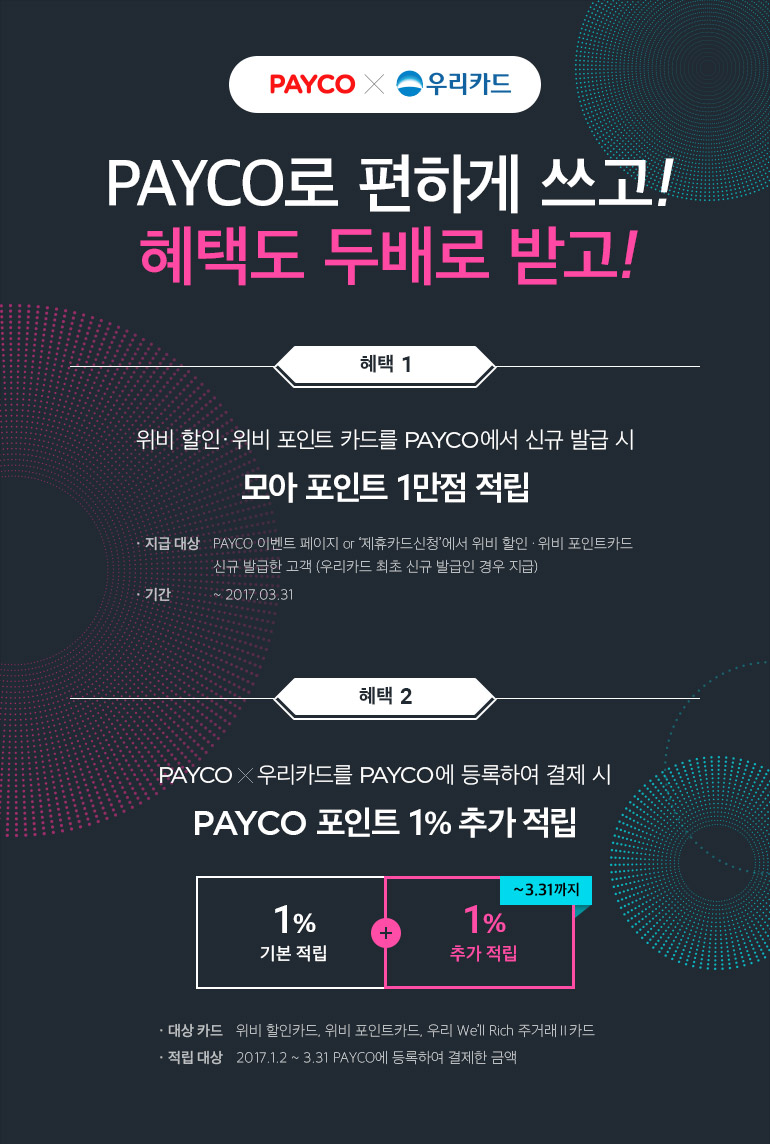 PAYCO × 우리카드
PAYCO로 편하게 쓰고!
혜택도 두배로 받고!
혜택 1
위비 할인·위비 포인트 카드를 PAYCO에서 신규 발급 시
모아 포인트 1만점 적립
· 지급 대상 PAYCO 이벤트 페이지 or ‘제휴카드신청’에서 위비 할인 · 위비 포인트카드
신규 발급한 고객 (우리카드 최초 신규 발급인 경우 지급)
· 기간 ~ 2017.03.31
혜택 2
PAYCO × 우리카드를 PAYCO에 등록하여 결제 시
PAYCO 포인트 1% 추가 적립
~3.31까지
1% + 1%
기본 적립 추가 적립
· 대상 카드 위비 할인카드, 위비 포인트카드, 우리 We’ll Rich 주거래Ⅱ카드
· 적립 대상 2017.1.2 ~ 3.31 PAYCO에 등록하여 결제한 금액